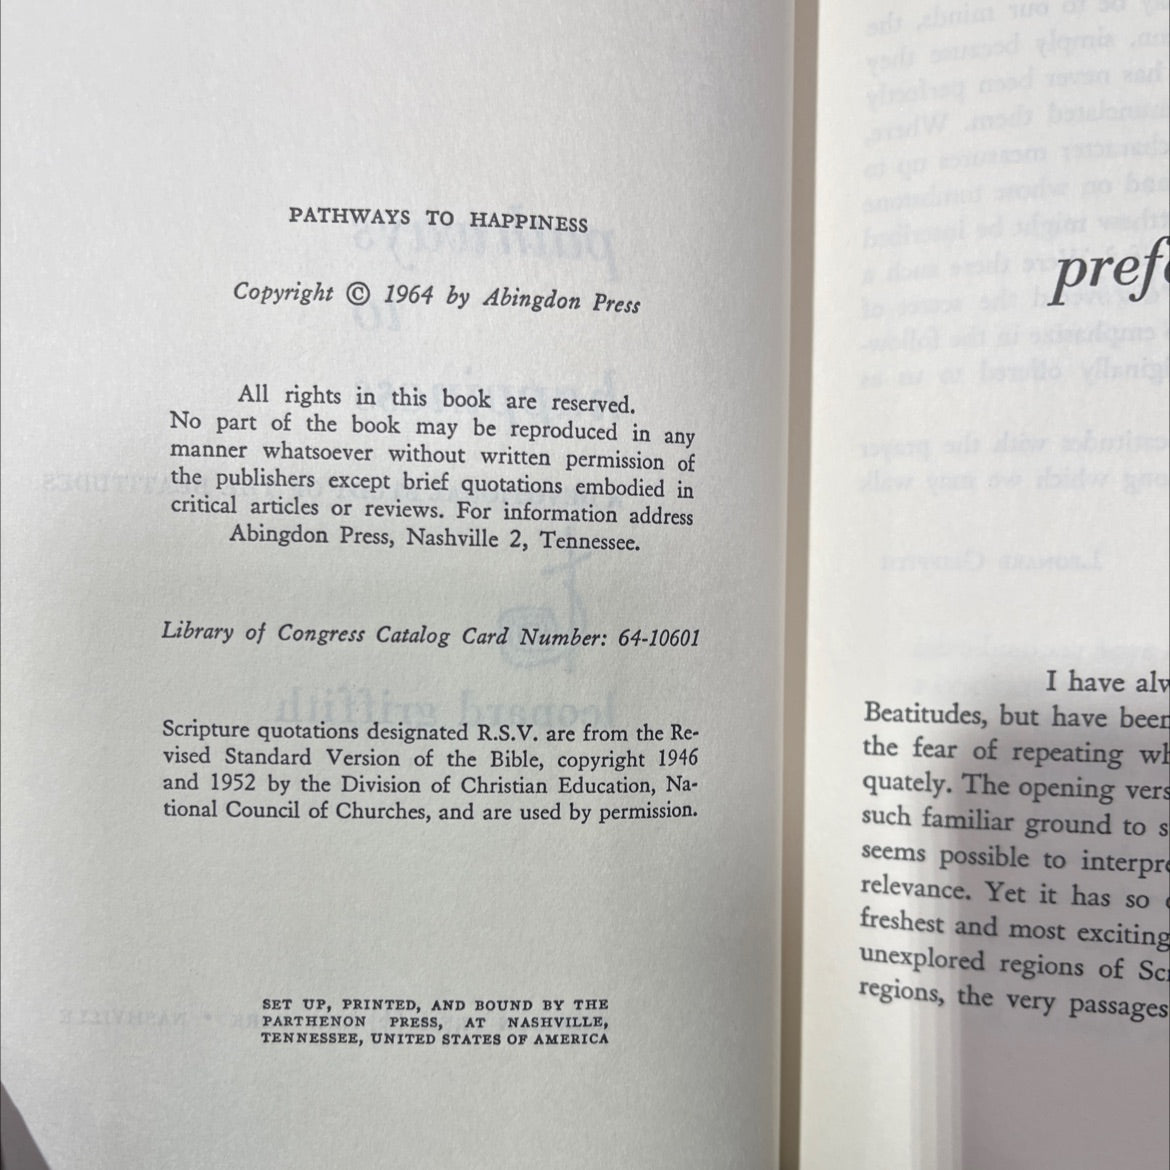 PATHWAYS TO HAPPINESS
Copyright © 1964 by Abingdon Press
All rights in this book are reserved.
No part of the book may be reproduced in any
manner whatsoever without written permission of
the publishers except brief quotations embodied in
critical articles or reviews. For information address
Abingdon Press, Nashville 2, Tennessee.
Library of Congress Catalog Card Number: 64-10601
Scripture quotations designated R.S.V. are from the Re-
vised Standard Version of the Bible, copyright 1946
and 1952 by the Division of Christian Education, Na-
tional Council of Churches, and are used by permission.
SET UP, PRINTED, AND BOUND BY THE
PARTHENON PRESS, AT NASHVILLE,
TENNESSEE, UNITED STATES OF AMERICA
pref
I have alw
Beatitudes, but have been
the fear of repeating wh
quately. The opening vers
such familiar ground to s
seems possible to interpre
relevance. Yet it has so
freshest and most exciting
unexplored regions of Scr
regions, the very passages